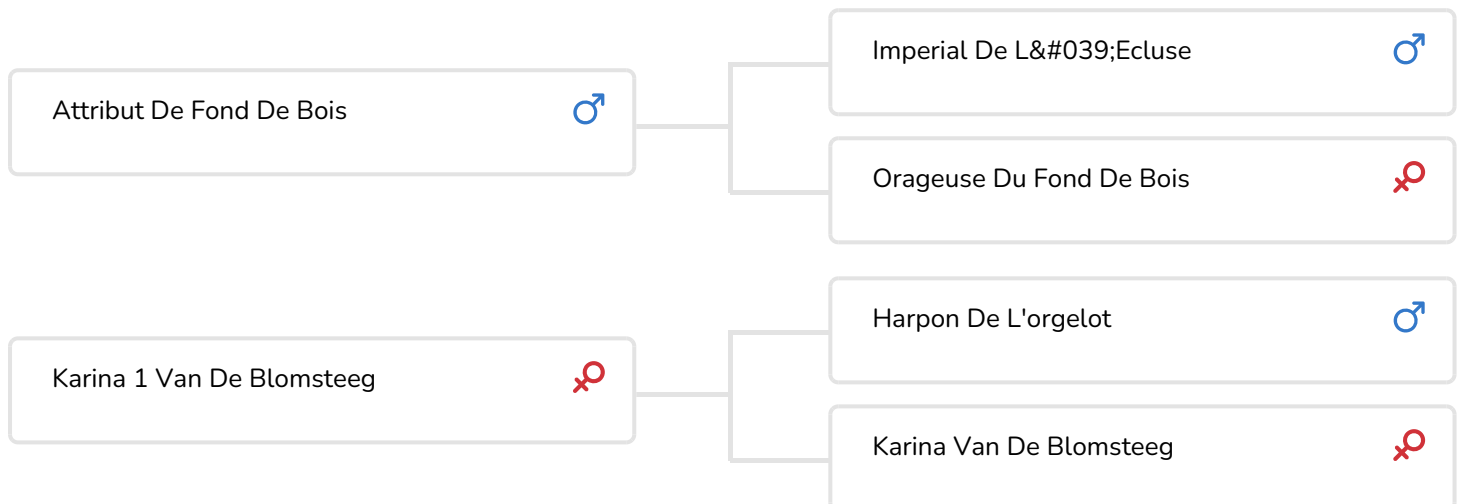 Imperial De L&#039;Ecluse
Attribut De Fond De Bois
Orageuse Du Fond De Bois
Harpon De L'orgelot
Karina 1 Van De Blomsteeg
Karina Van De Blomsteeg